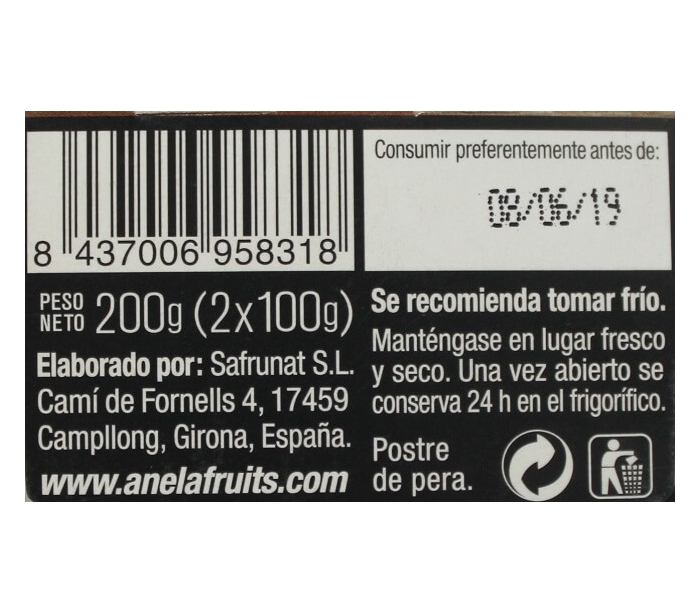 8 437006 958318
PESO
NETO
200g (2x100g)
Elaborado por: Safrunat S.L.
Camí de Fornells 4, 17459
Campllong, Girona, España.
www.anelafruits.com
Consumir preferentemente antes de:
08/06/19
Se recomienda tomar frío.
Manténgase en lugar fresco
y seco. Una vez abierto se
conserva 24 h en el frigorífico.
Postre
de pera.